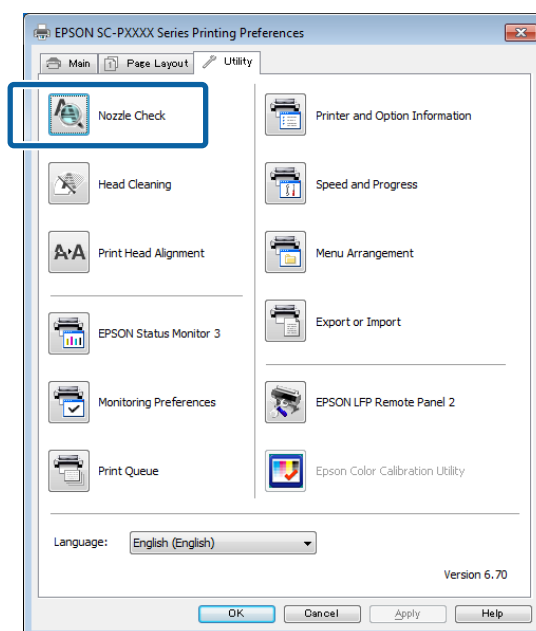 EPSON SC-PXXXX Series Printing Preferences
Main Page Layout Utility
Nozzle Check
Printer and Option Information
Head Cleaning
Speed and Progress
Print Head Alignment
Menu Arrangement
EPSON Status Monitor 3
Export or Import
Monitoring Preferences
EPSON LFP Remote Panel 2
Print Queue
Epson Color Calibration Utility
Language: English (English)
Version 6.70
OK Cancel Apply Help